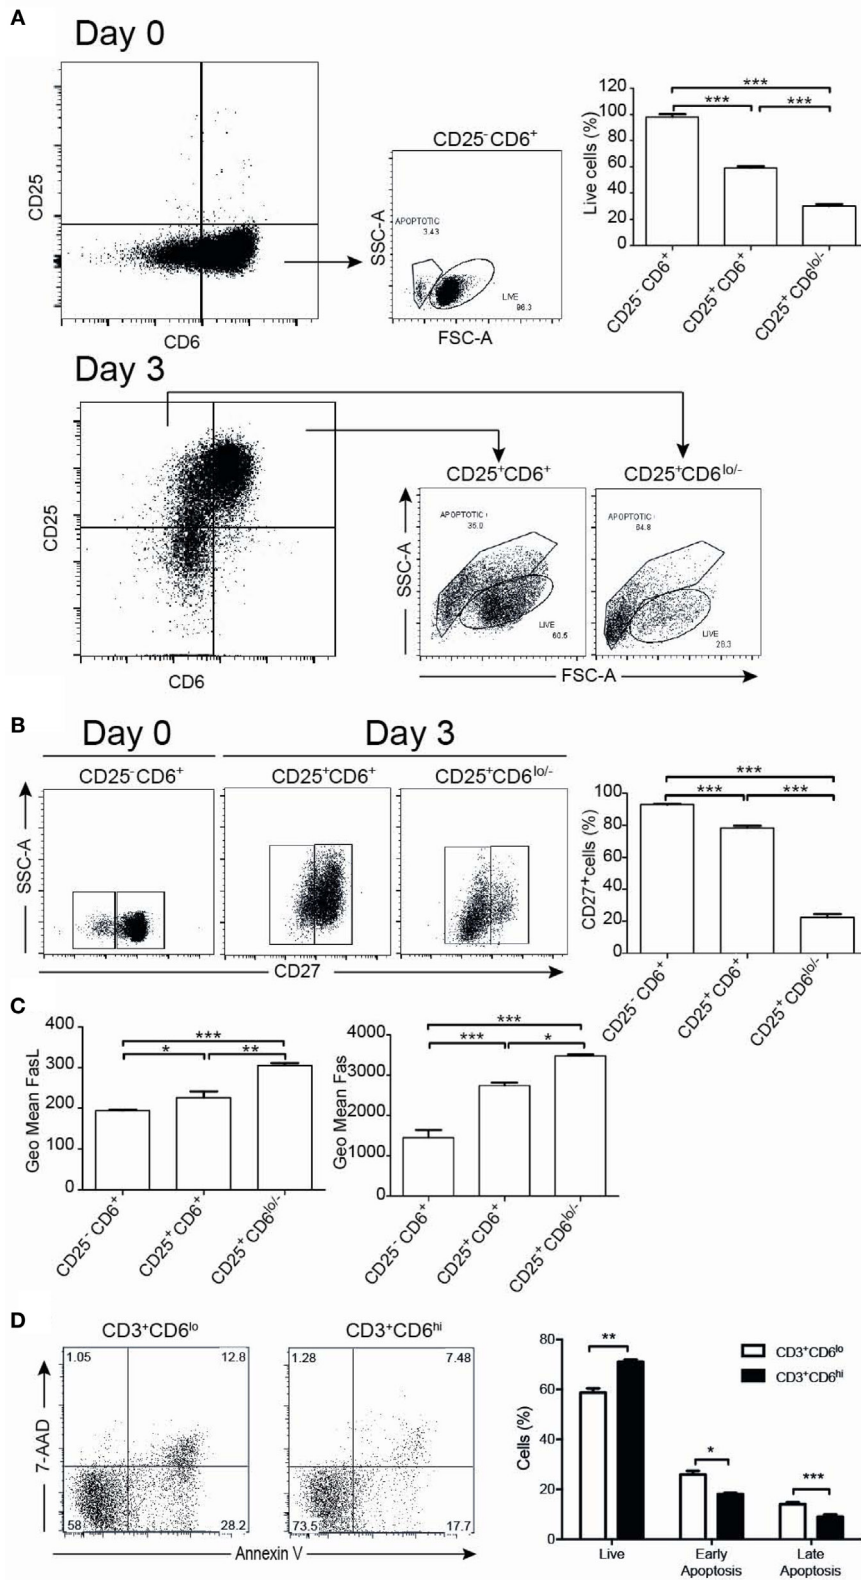 A
Day 0
CD25
CD6
CD25⁻CD6⁺
SSC-A
APOPTOTIC
3.43
LIVE
96.3
FSC-A
Live cells (%)
120
100
80
60
40
20
0
***
***
***
CD25⁻CD6⁺
CD25⁺CD6⁺
CD25⁺CD6lo/-
Day 3
CD25
CD6
CD25⁺CD6⁺
CD25⁺CD6lo/-
SSC-A
APOPTOTIC
35.0
LIVE
60.5
APOPTOTIC
64.8
LIVE
28.3
FSC-A
B
Day 0
Day 3
CD25⁻CD6⁺
CD25⁺CD6⁺
CD25⁺CD6lo/-
SSC-A
CD27
CD27⁺cells (%)
100
80
60
40
20
0
***
***
***
CD25⁻CD6⁺
CD25⁺CD6⁺
CD25⁺CD6lo/-
C
Geo Mean FasL
400
300
200
100
0
***
*
**
CD25⁻CD6⁺
CD25⁺CD6⁺
CD25⁺CD6lo/-
Geo Mean Fas
4000
3000
2000
1000
0
***
***
*
CD25⁻CD6⁺
CD25⁺CD6⁺
CD25⁺CD6lo/-
D
CD3⁺CD6lo
CD3⁺CD6hi
7-AAD
1.05
12.8
58
28.2
1.28
7.48
73.5
17.7
Annexin V
Cells (%)
80
60
40
20
0
**
*
***
CD3⁺CD6lo
CD3⁺CD6hi
Live
Early
Apoptosis
Late
Apoptosis